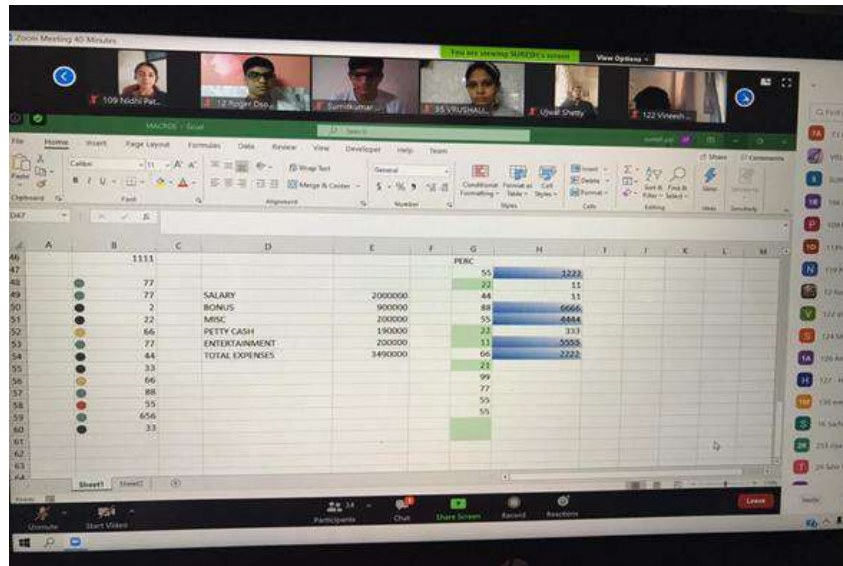 Zoom Meeting 40 Minutes
You are viewing SURESH's screen View Options
109 Nidhi Pat...
12 Roger Dso...
Sumitkumar...
55 VRUSHALI...
Ujwal Shetty
122 Vineeth ...
MACROS - Excel
File Home Insert Page Layout Formulas Data Review View Developer Help Team
Share Comments
Paste Calibri 11 Wrap Text General
Merge & Center
Conditional Formatting Format as Table Cell Styles
Insert Delete Format
Sort & Filter Find & Select
Clipboard Font Alignment Number Styles Cells Editing
D47
A B C D E F G H I J K L M
46 1111 PERC
47 55 1222
48 77 22 11
49 77 SALARY 2000000 44 11
50 2 BONUS 900000 88 6666
51 22 MISC 200000 55 4444
52 66 PETTY CASH 190000 22 333
53 77 ENTERTAINMENT 200000 11 5555
54 44 TOTAL EXPENSES 3490000 66 2222
55 33 21
56 66 99
57 88 77
58 55 55
59 656 55
60 33
61
62
63
64
Sheet1 Sheet2
Unmute Start Video Participants 34 Chat Share Screen Record Reactions Leave